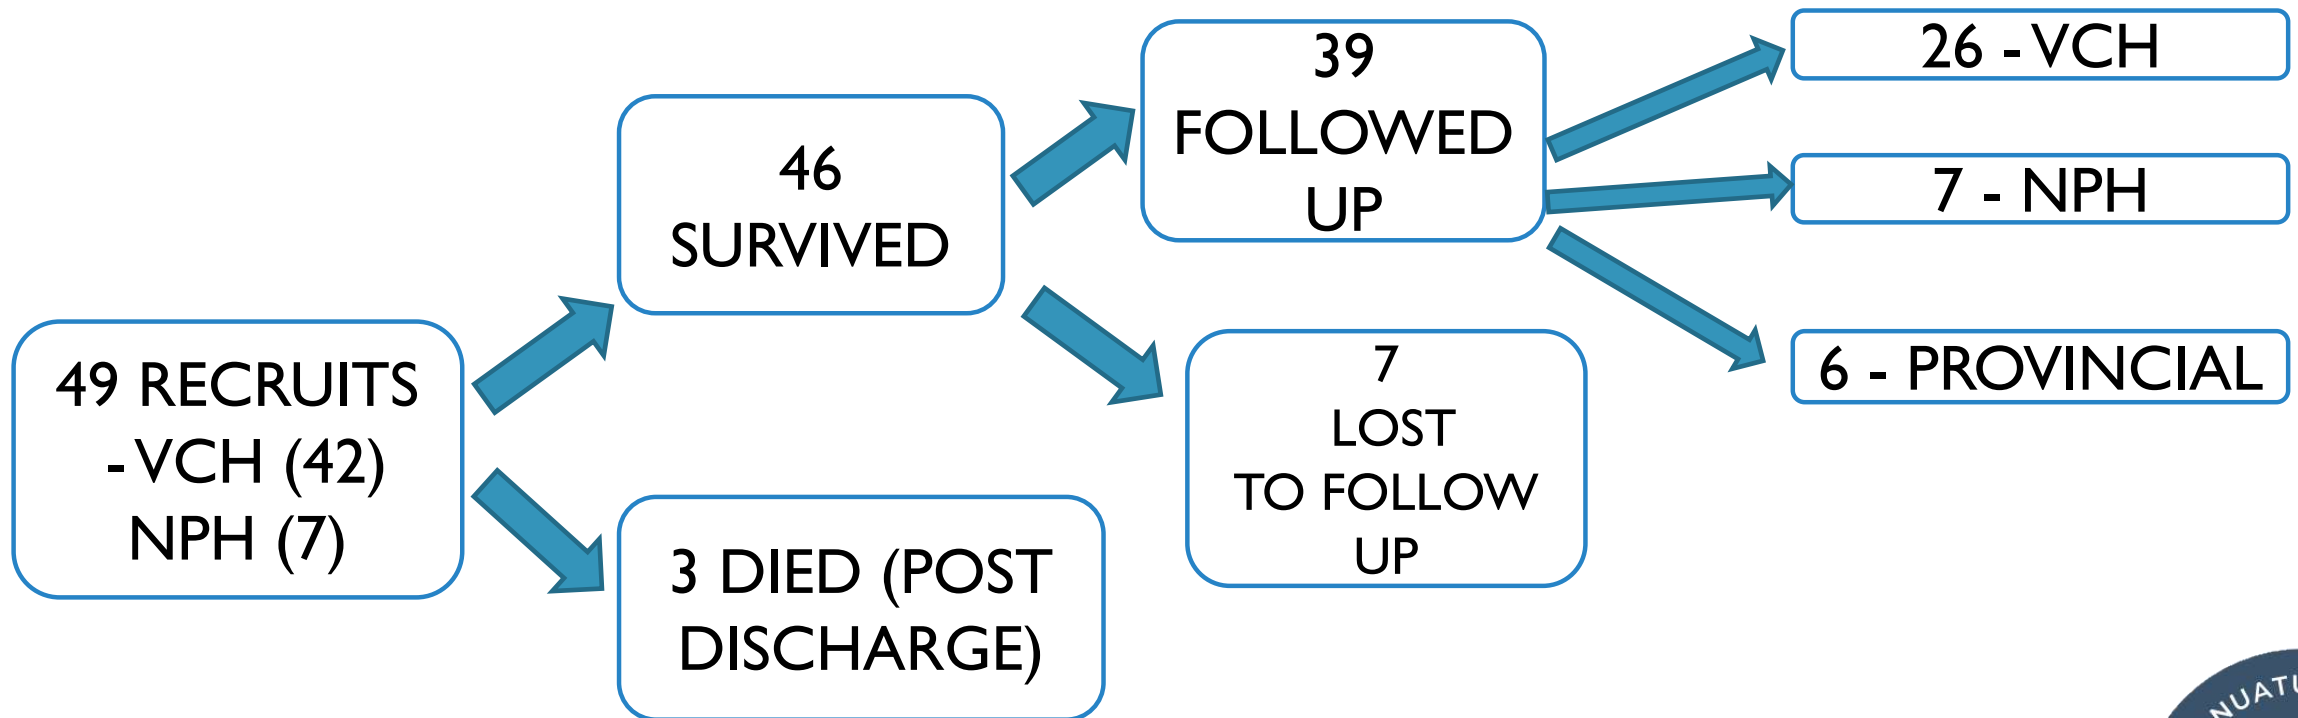 49 RECRUITS
- VCH (42)
NPH (7)
46
SURVIVED
3 DIED (POST
DISCHARGE)
39
FOLLOWED
UP
7
LOST
TO FOLLOW
UP
26 - VCH
7 - NPH
6 - PROVINCIAL